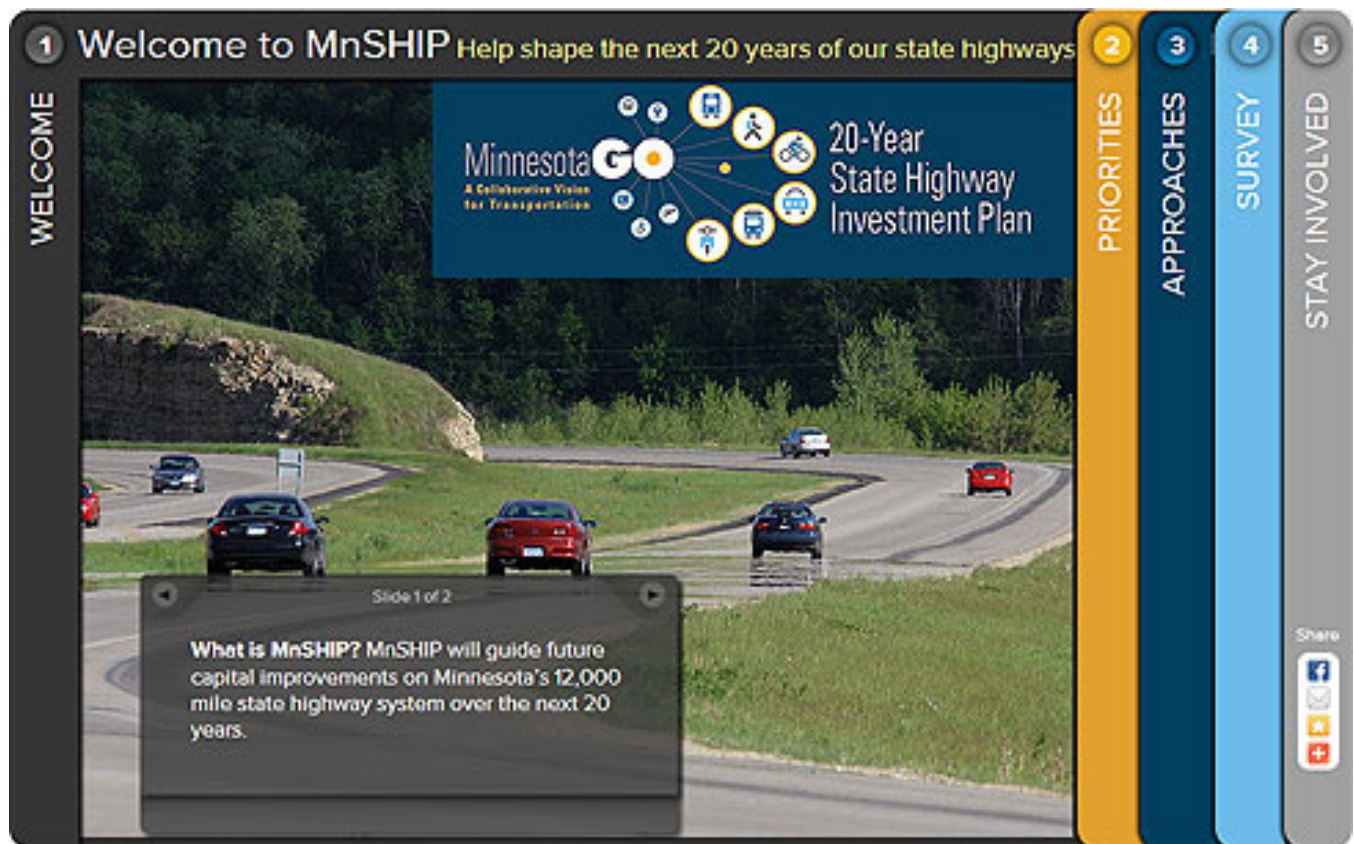 1 Welcome to MnSHIP Help shape the next 20 years of our state highways
WELCOME
Minnesota GO
A Collaborative Vision
for Transportation
20-Year
State Highway
Investment Plan
Slide 1 of 2
What is MnSHIP? MnSHIP will guide future
capital improvements on Minnesota's 12,000
mile state highway system over the next 20
years.
2
PRIORITIES
3
APPROACHES
4
SURVEY
5
STAY INVOLVED
Share